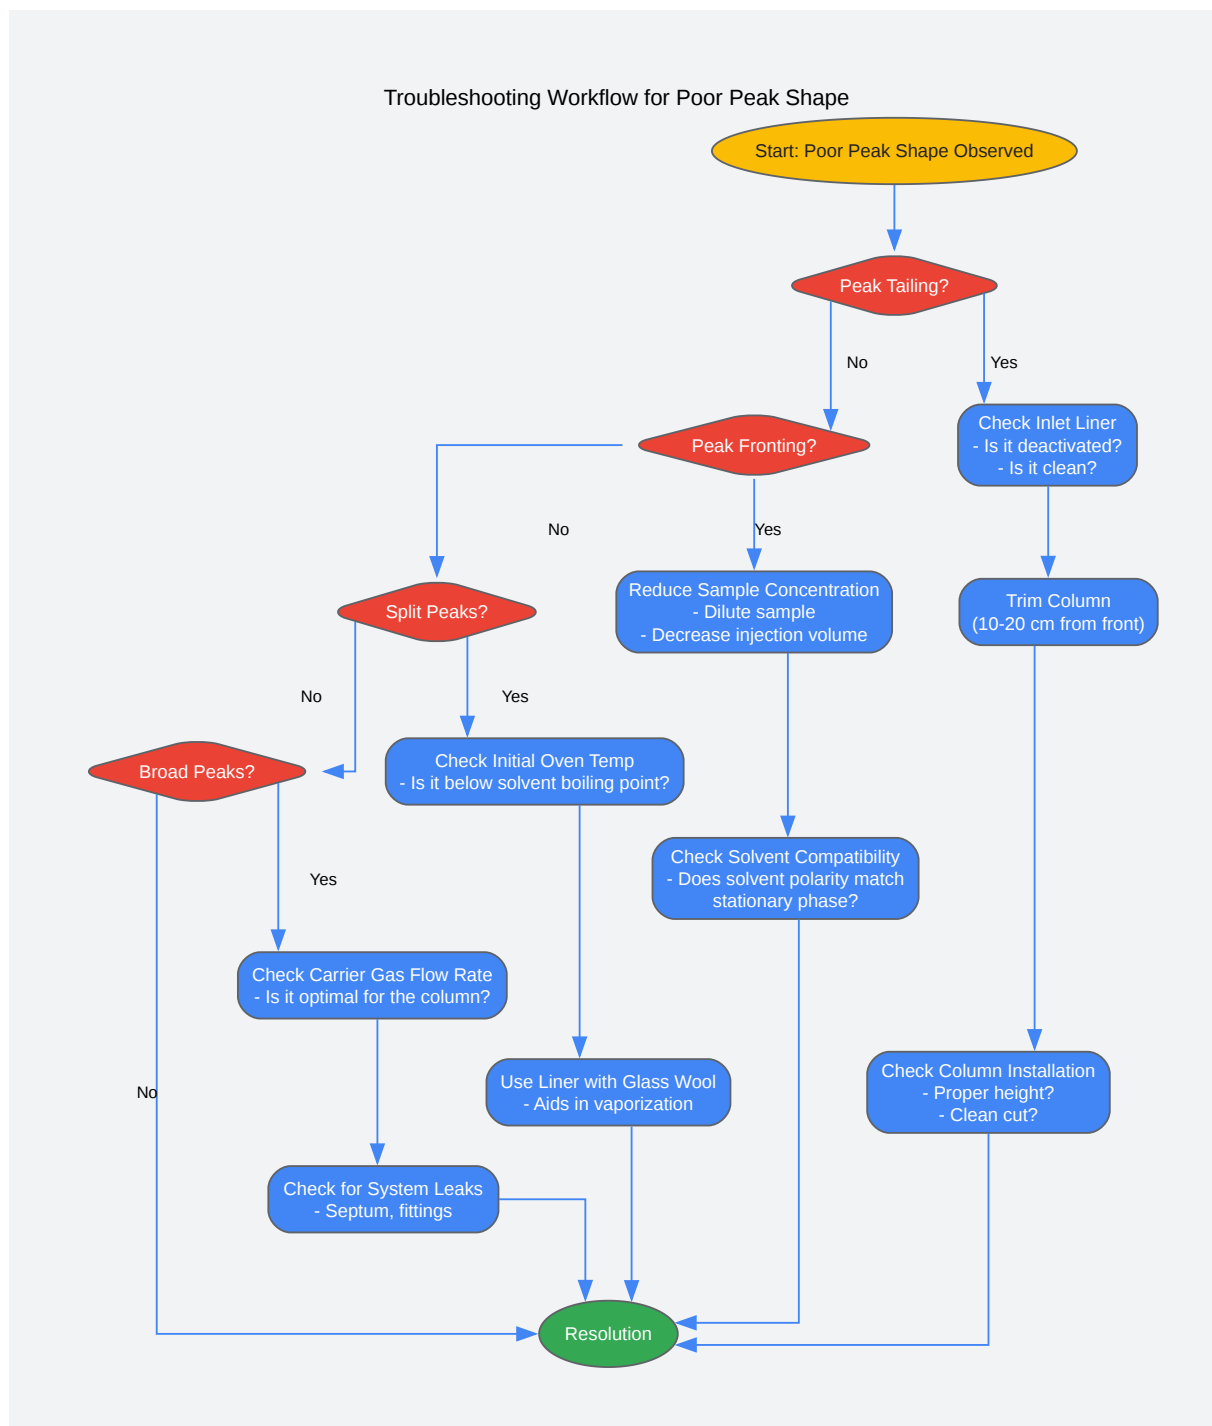 Troubleshooting Workflow for Poor Peak Shape
Start: Poor Peak Shape Observed
Peak Tailing?
No
Yes
Peak Fronting?
Check Inlet Liner
- Is it deactivated?
- Is it clean?
No
Yes
Split Peaks?
Reduce Sample Concentration
- Dilute sample
- Decrease injection volume
Trim Column
(10-20 cm from front)
No
Yes
Broad Peaks?
Check Initial Oven Temp
- Is it below solvent boiling point?
Yes
Check Solvent Compatibility
- Does solvent polarity match
stationary phase?
Check Carrier Gas Flow Rate
- Is it optimal for the column?
No
Use Liner with Glass Wool
- Aids in vaporization
Check Column Installation
- Proper height?
- Clean cut?
Check for System Leaks
- Septum, fittings
Resolution